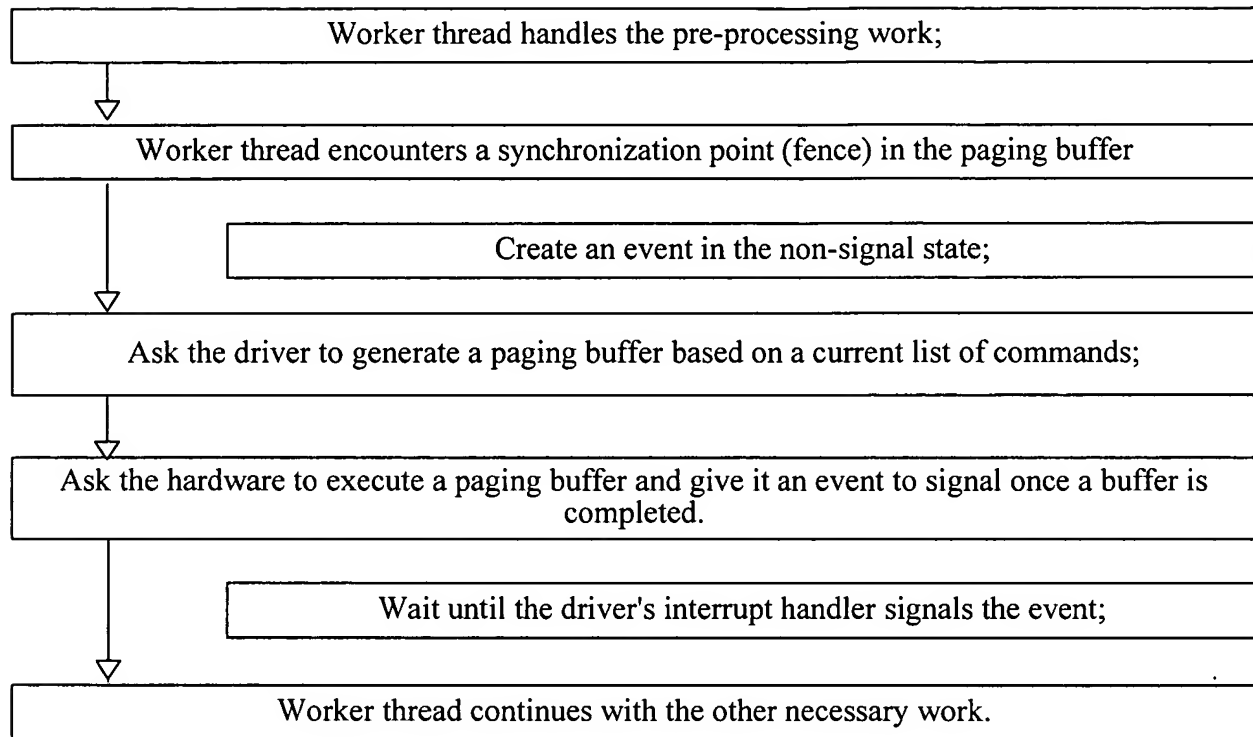 Worker thread handles the pre-processing work;
Worker thread encounters a synchronization point (fence) in the paging buffer
Create an event in the non-signal state;
Ask the driver to generate a paging buffer based on a current list of commands;
Ask the hardware to execute a paging buffer and give it an event to signal once a buffer is
completed.
Wait until the driver's interrupt handler signals the event;
Worker thread continues with the other necessary work.